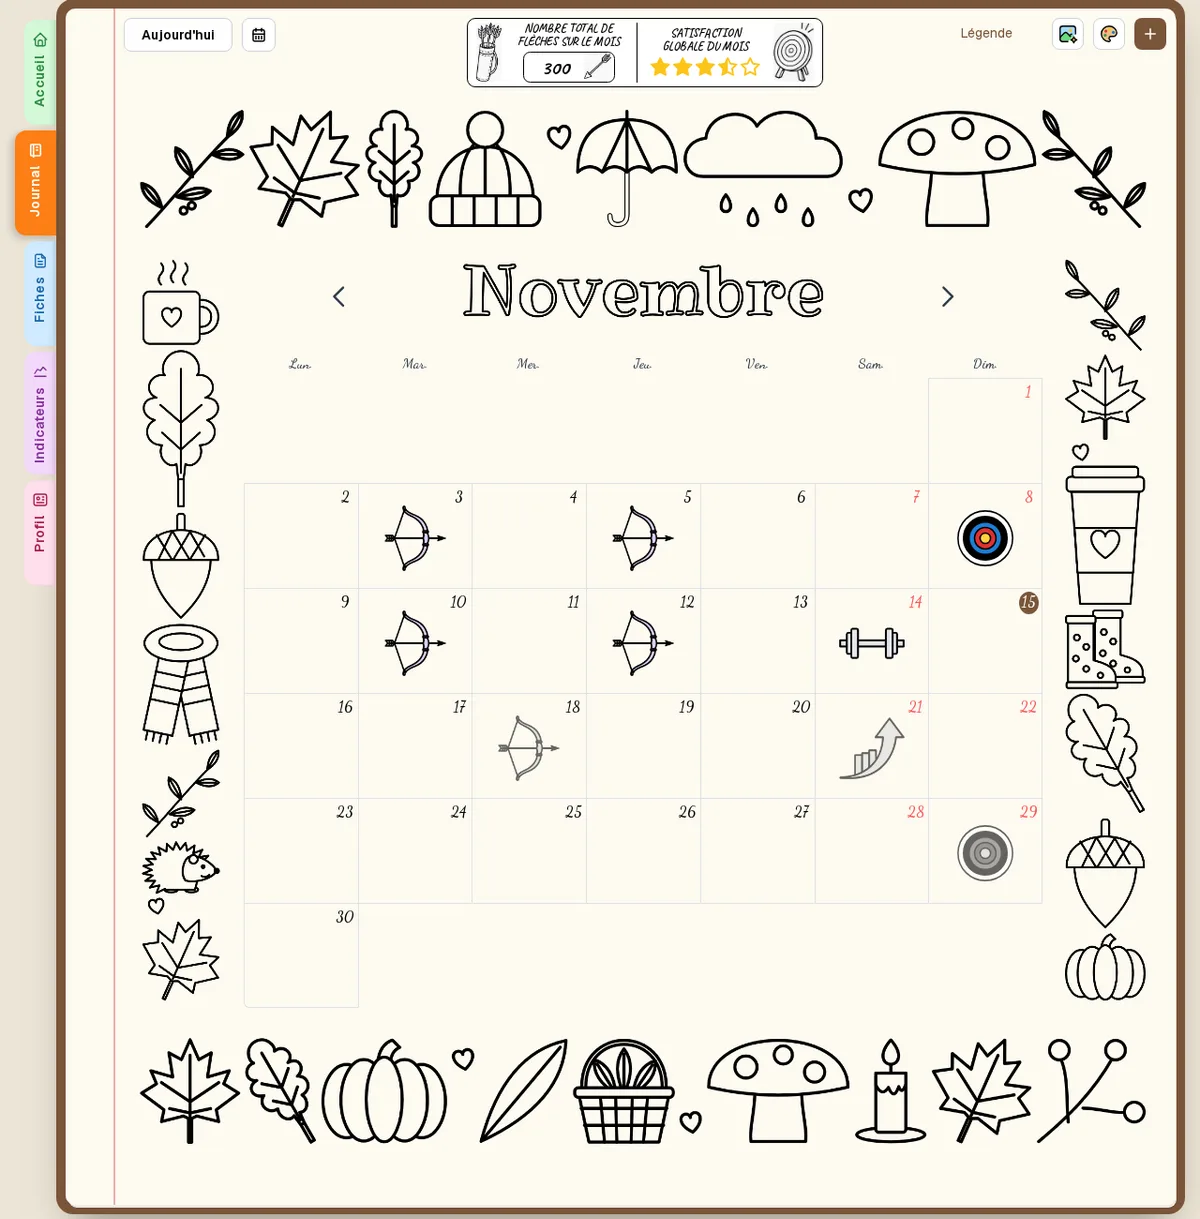 Aujourd'hui
NOMBRE TOTAL DE
FLÈCHES SUR LE MOIS
300
SATISFACTION
GLOBALE DU MOIS
Légende
Accueil
Journal
Fiches
Indicateurs
Profil
Novembre
Lun. Mar. Mer. Jeu. Ven. Sam. Dim.
1
2 3 4 5 6 7 8
9 10 11 12 13 14 15
16 17 18 19 20 21 22
23 24 25 26 27 28 29
30